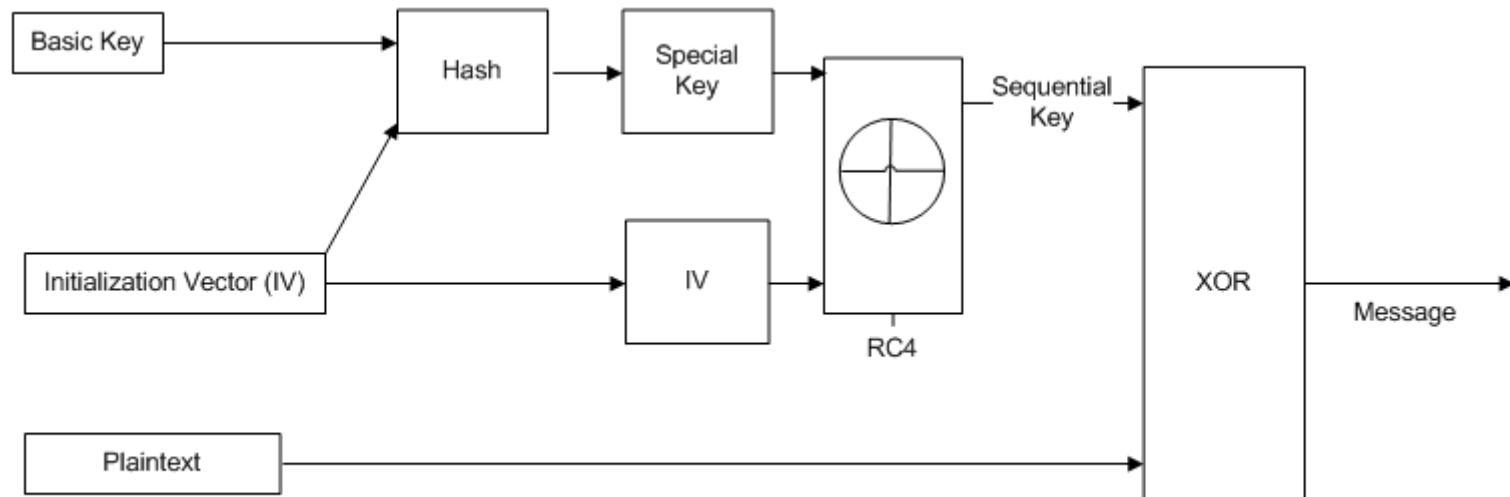 Basic Key
Hash
Special
Key
Sequential
Key
Initialization Vector (IV)
IV
RC4
XOR
Message
Plaintext